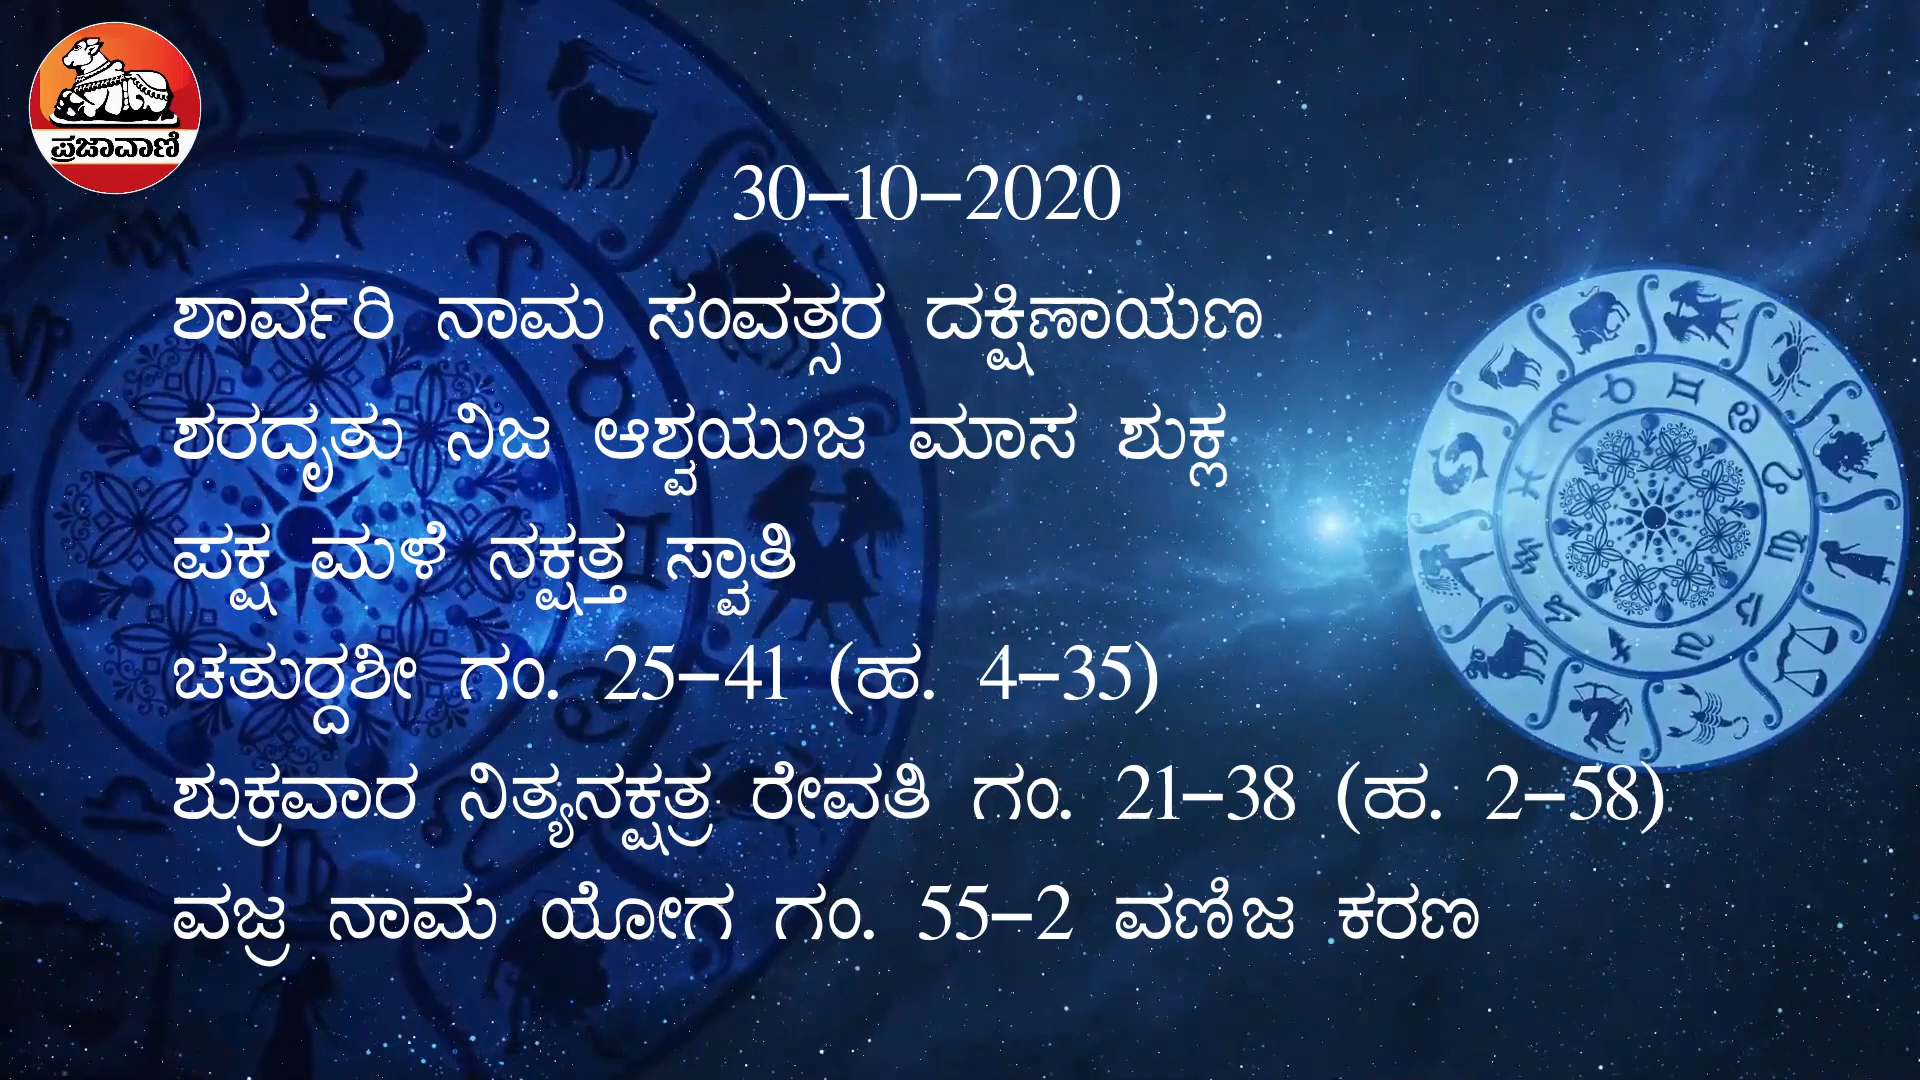 ಪ್ರಜಾವಾಣಿ
30-10-2020
ಶಾರ್ವರಿ ನಾಮ ಸಂವತ್ಸರ ದಕ್ಷಿಣಾಯಣ
ಶರದೃತು ನಿಜ ಆಶ್ವಯುಜ ಮಾಸ ಶುಕ್ಲ
ಪಕ್ಷ ಮಳೆ ನಕ್ಷತ್ತ ಸ್ವಾತಿ
ಚತುರ‍್ದಶೀ ಗಂ. 25-41 (ಹ. 4-35)
ಶುಕ್ರವಾರ ನಿತ್ಯನಕ್ಷತ್ರ ರೇವತಿ ಗಂ. 21-38 (ಹ. 2-58)
ವಜ್ರ ನಾಮ ಯೋಗ ಗಂ. 55-2 ವಣಿಜ ಕರಣ